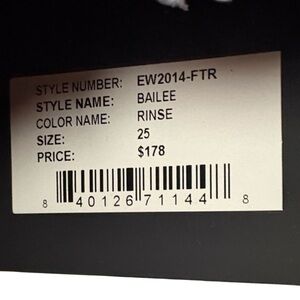 STYLE NUMBER: EW2014-FTR
STYLE NAME: BAILEE
COLOR NAME: RINSE
SIZE: 25
PRICE: $178
8 40126 71144 8